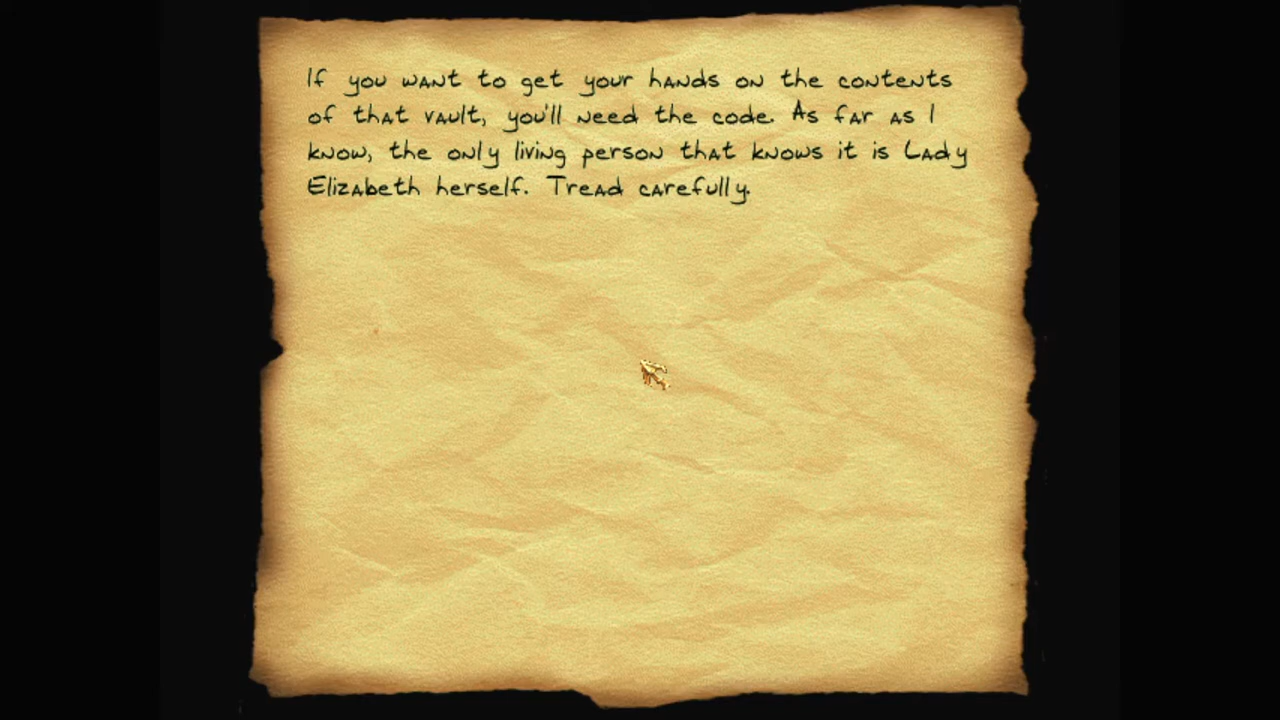 If you want to get your hands on the contents
of that vault, you'll need the code. As far as I
know, the only living person that knows it is Lady
Elizabeth herself. Tread carefully.